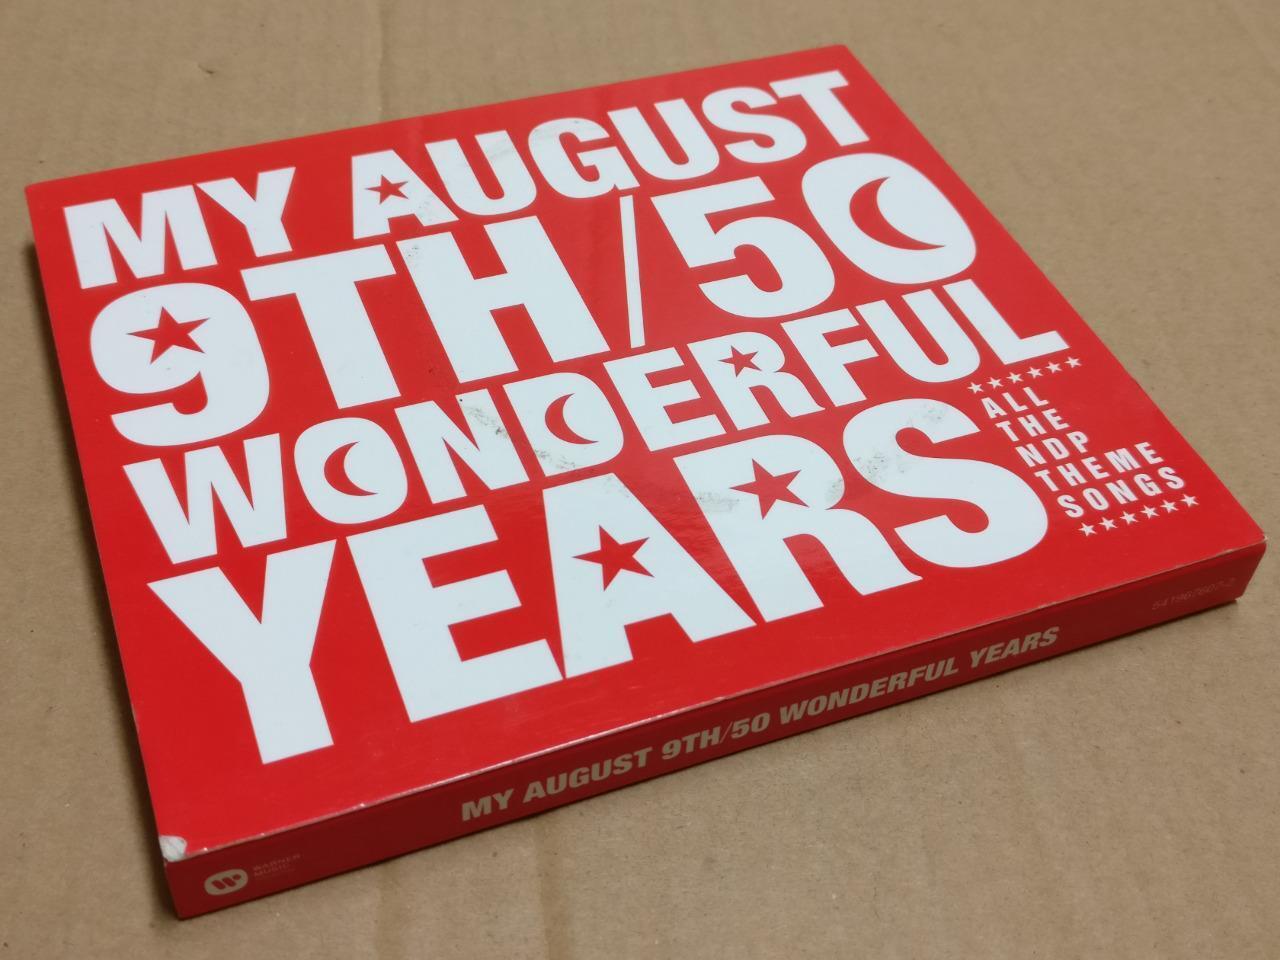 MY AUGUST
9TH/50
WONDERFUL
YEARS
ALL
THE
NDP
THEME
SONGS
WARNER
MUSIC
MY AUGUST 9TH/50 WONDERFUL YEARS